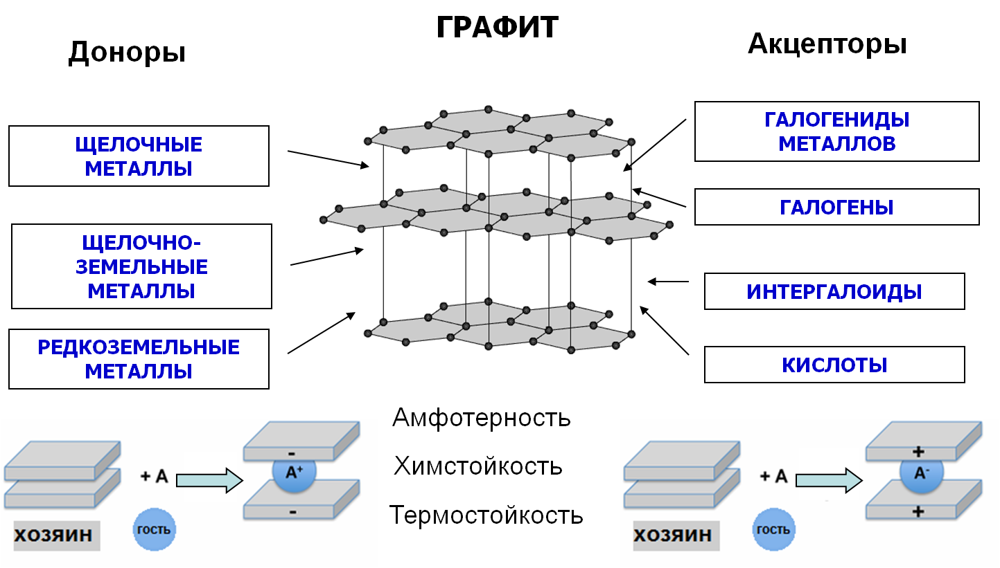 ГРАФИТ
Доноры
Акцепторы
ЩЕЛОЧНЫЕ
МЕТАЛЛЫ
ЩЕЛОЧНО-
ЗЕМЕЛЬНЫЕ
МЕТАЛЛЫ
РЕДКОЗЕМЕЛЬНЫЕ
МЕТАЛЛЫ
ГАЛОГЕНИДЫ
МЕТАЛЛОВ
ГАЛОГЕНЫ
ИНТЕРГАЛОИДЫ
КИСЛОТЫ
Амфотерность
Химстойкость
Термостойкость
+ А
-
А⁺
-
хозяин
гость
+ А
+
А⁻
+
хозяин
гость